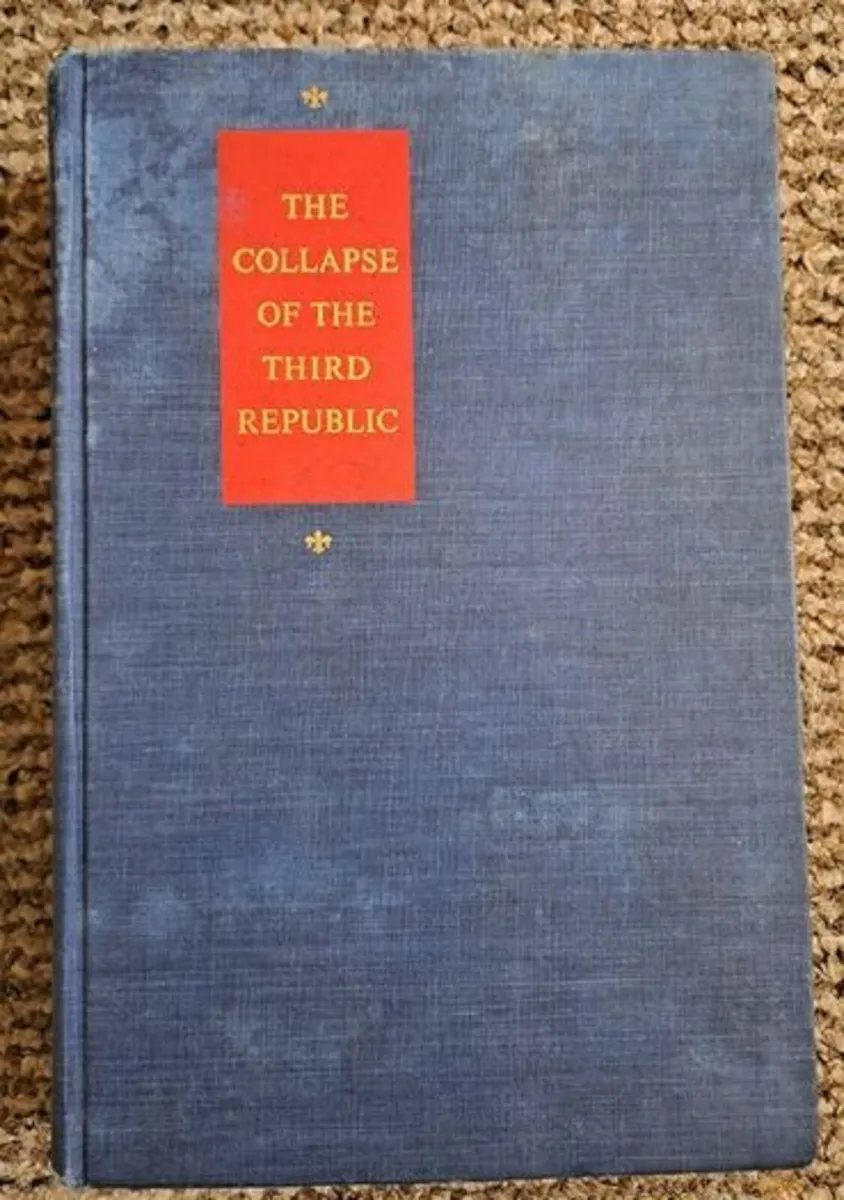 THE
COLLAPSE
OF THE
THIRD
REPUBLIC